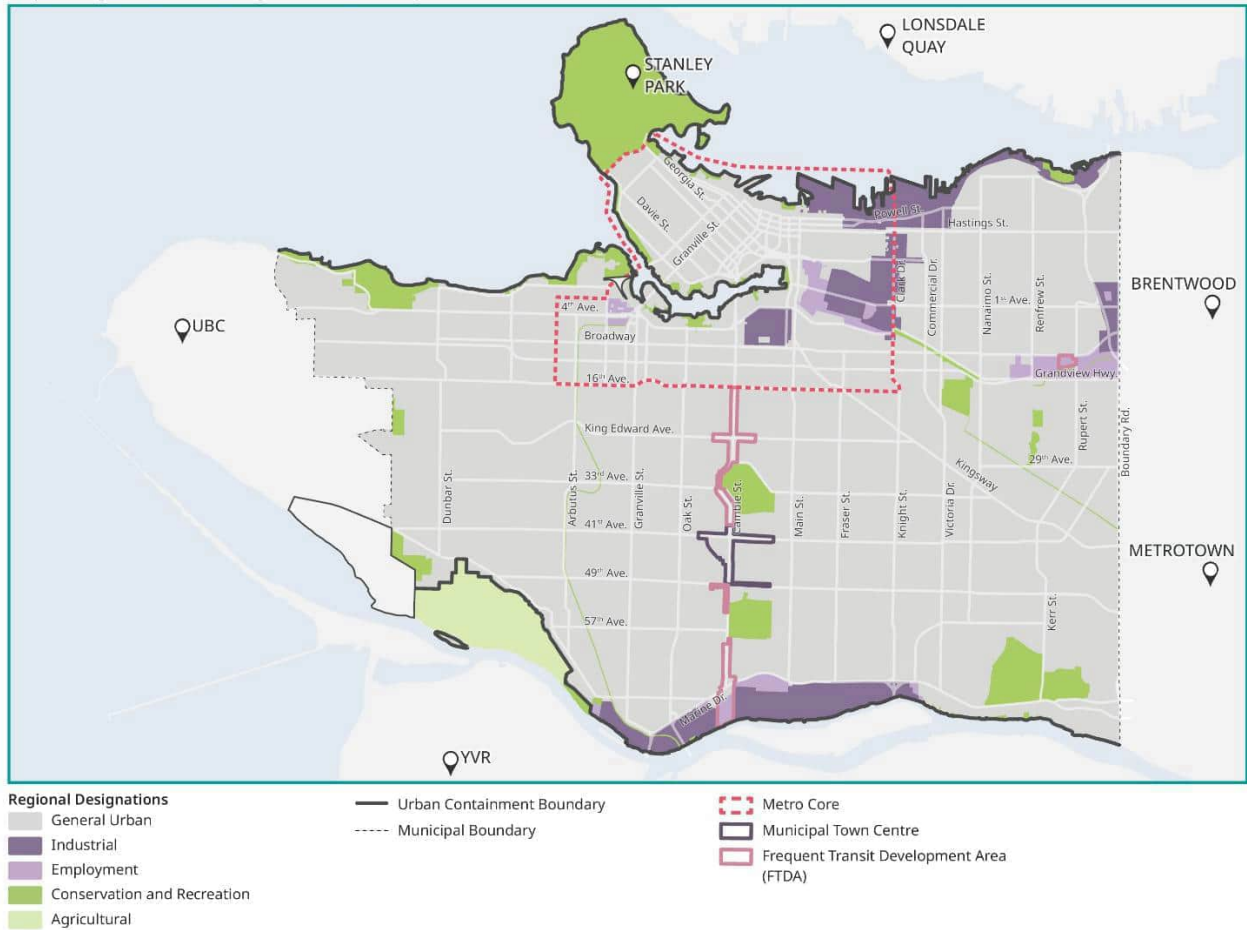 LONSDALE
QUAY
STANLEY
PARK
Georgia St.
Davie St.
Granville St.
Powell St.
Hastings St.
Clark Dr.
Commercial Dr.
Nanamo St.
Renfrew St.
1st Ave.
BRENTWOOD
UBC
4th Ave.
Broadway
16th Ave.
Grandview Hwy.
King Edward Ave.
Rupert St.
Boundary Rd.
29th Ave.
Kingsway
33rd Ave.
Dunbar St.
Arbutus St.
Granville St.
Oak St.
Cambie St.
Main St.
Fraser St.
Knight St.
Victoria Dr.
41st Ave.
METROTOWN
49th Ave.
57th Ave.
Kerr St.
Marine Dr.
YVR
Regional Designations
General Urban
Industrial
Employment
Conservation and Recreation
Agricultural
Urban Containment Boundary
Municipal Boundary
Metro Core
Municipal Town Centre
Frequent Transit Development Area
(FTDA)